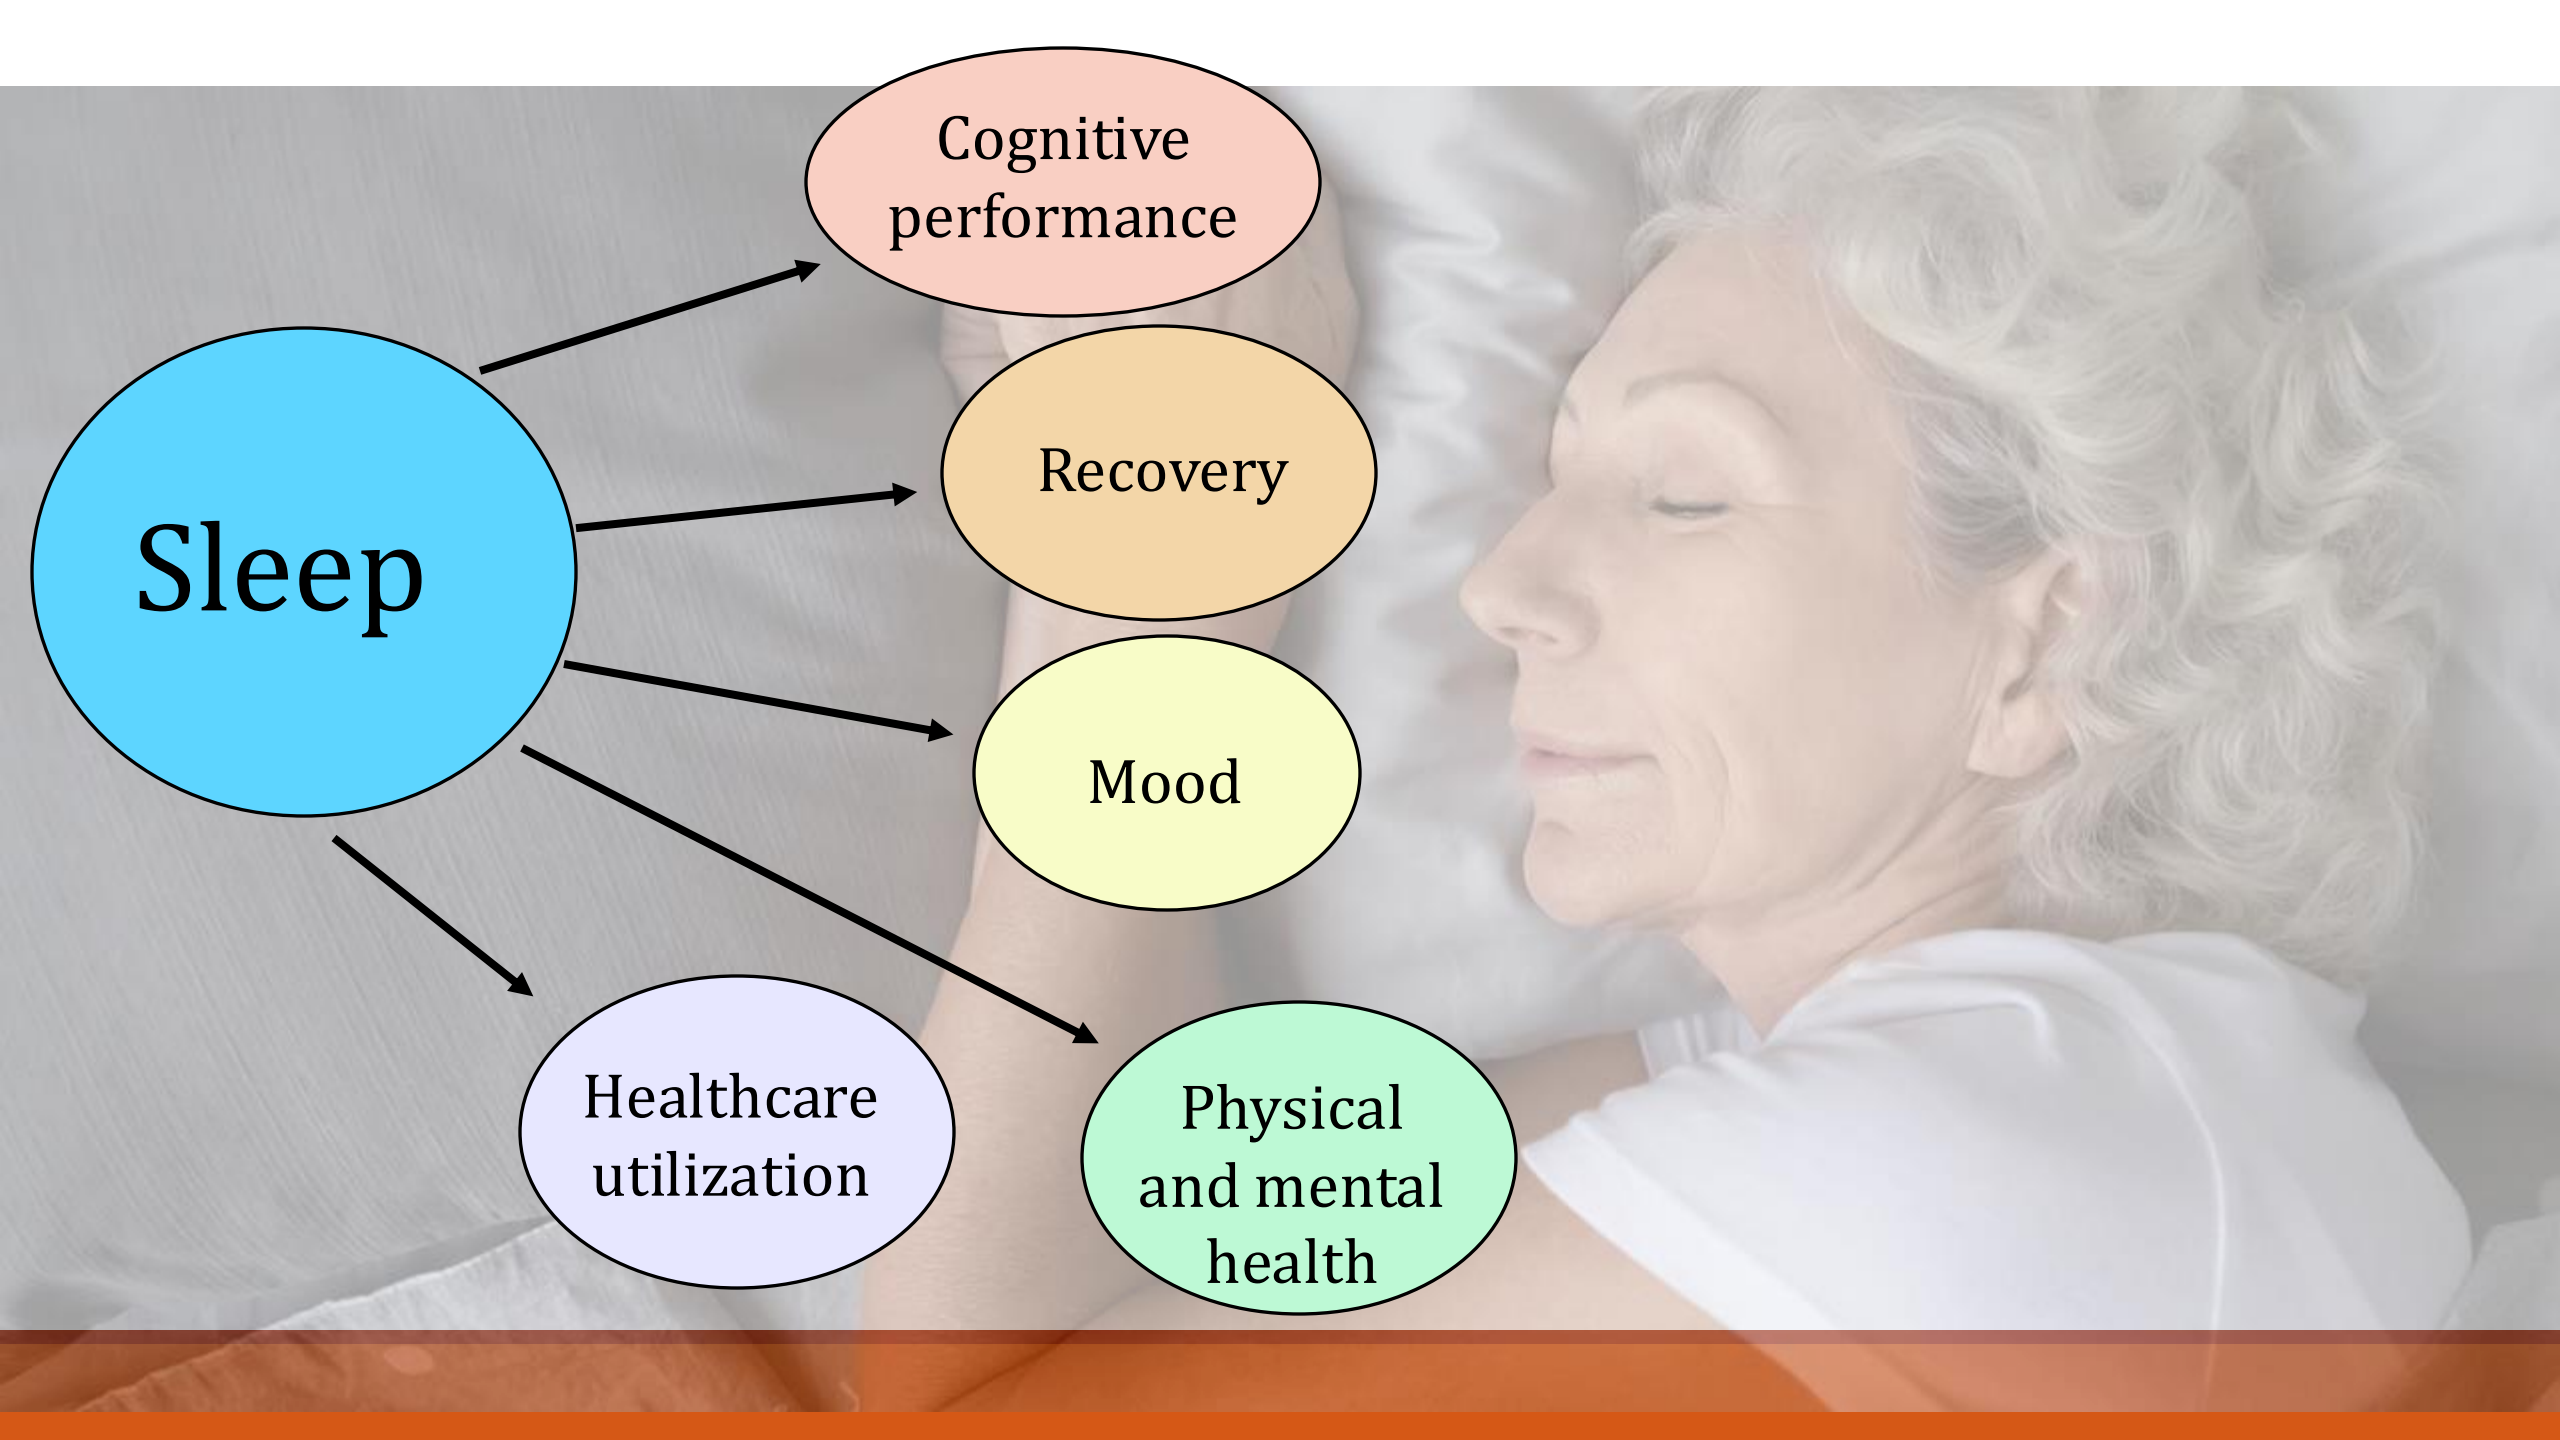 Cognitive
performance
Recovery
Sleep
Mood
Healthcare
utilization
Physical
and mental
health